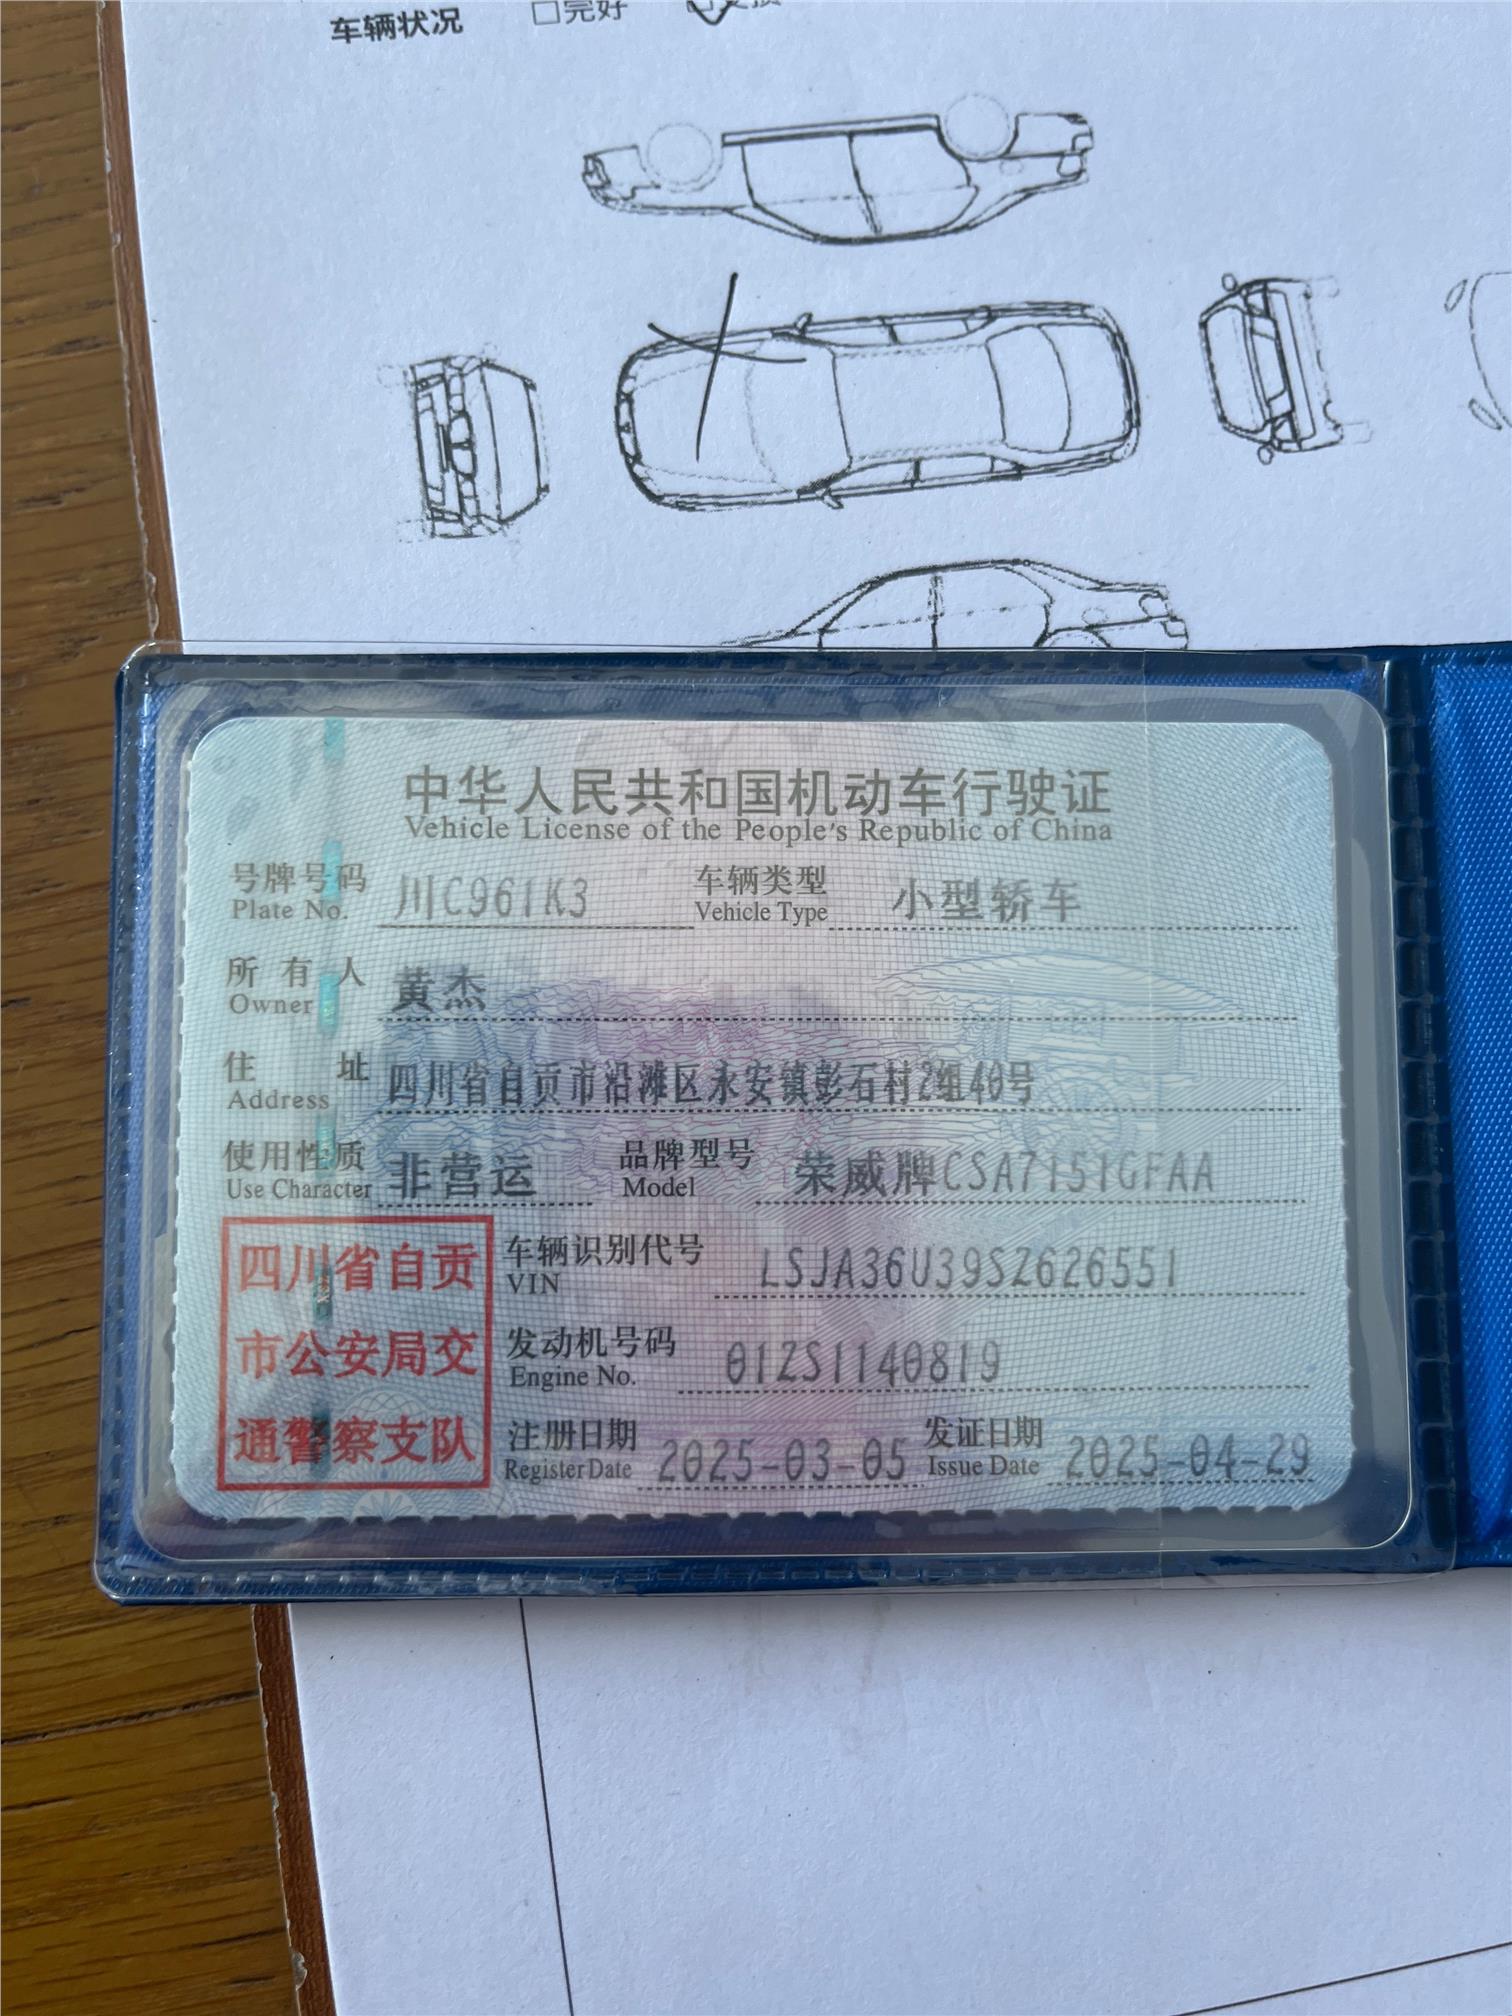 车辆状况 □完好
中华人民共和国机动车行驶证
Vehicle License of the People's Republic of China
号牌号码 川C961K3 车辆类型 小型轿车
Plate No. Vehicle Type
所有人 黄杰
Owner
住址 四川省自贡市沿滩区永安镇彭石村2组40号
Address
使用性质 非营运 品牌型号 荣威牌CSA7151GFAA
Use Character Model
四川省自贡
市公安局交
通警察支队
车辆识别代号 LSJA36U39SZ626551
VIN
发动机号码 01ZS1140819
Engine No.
注册日期 2025-03-05 发证日期 2025-04-29
Register Date Issue Date